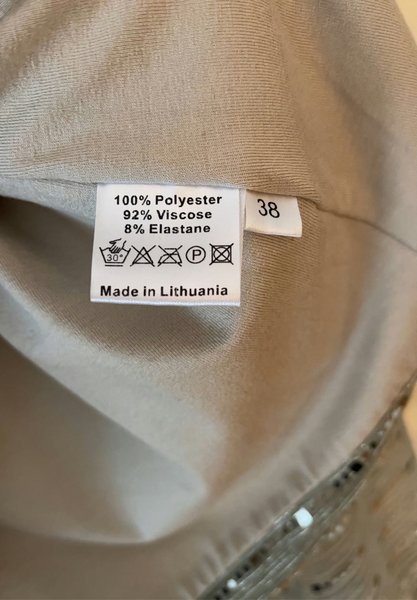 100% Polyester
92% Viscose
8% Elastane
38
30°
P
Made in Lithuania